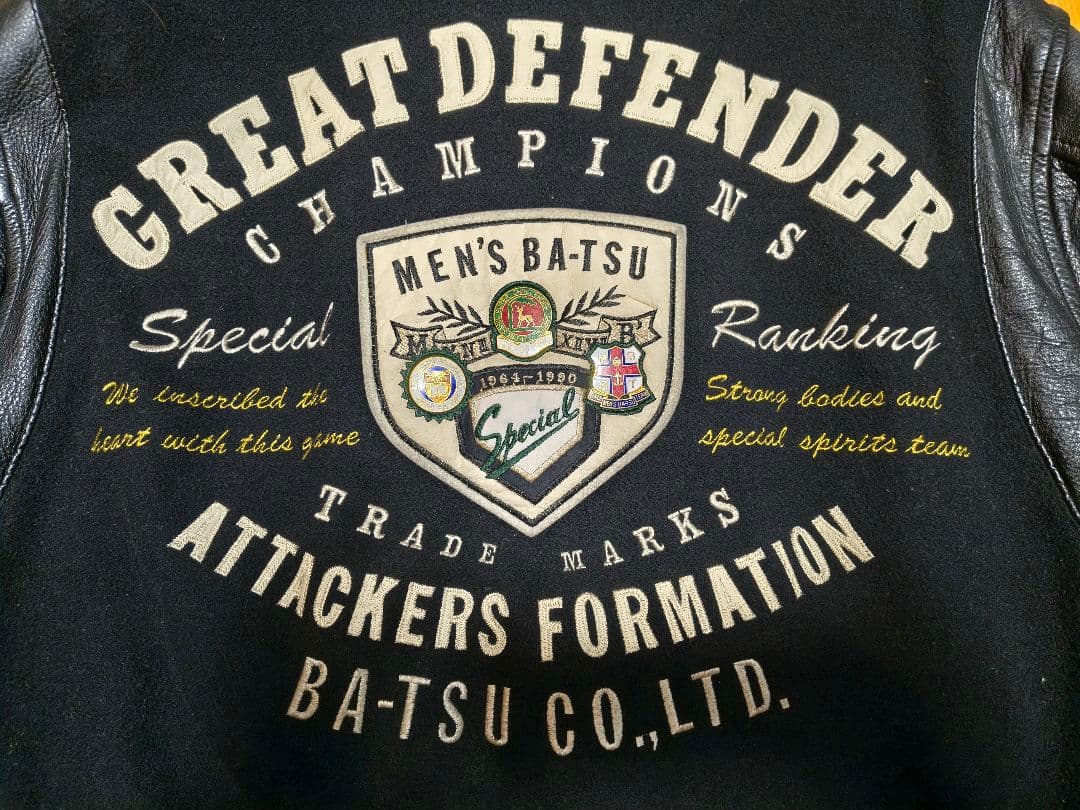 GREAT DEFENDER
CHAMPIONS
MEN'S BA-TSU
1964~1990
Special
Special
We inscribed the
heart with this game
Ranking
Strong bodies and
special spirits team
TRADE MARKS
ATTACKERS FORMATION
BA-TSU CO.,LTD.